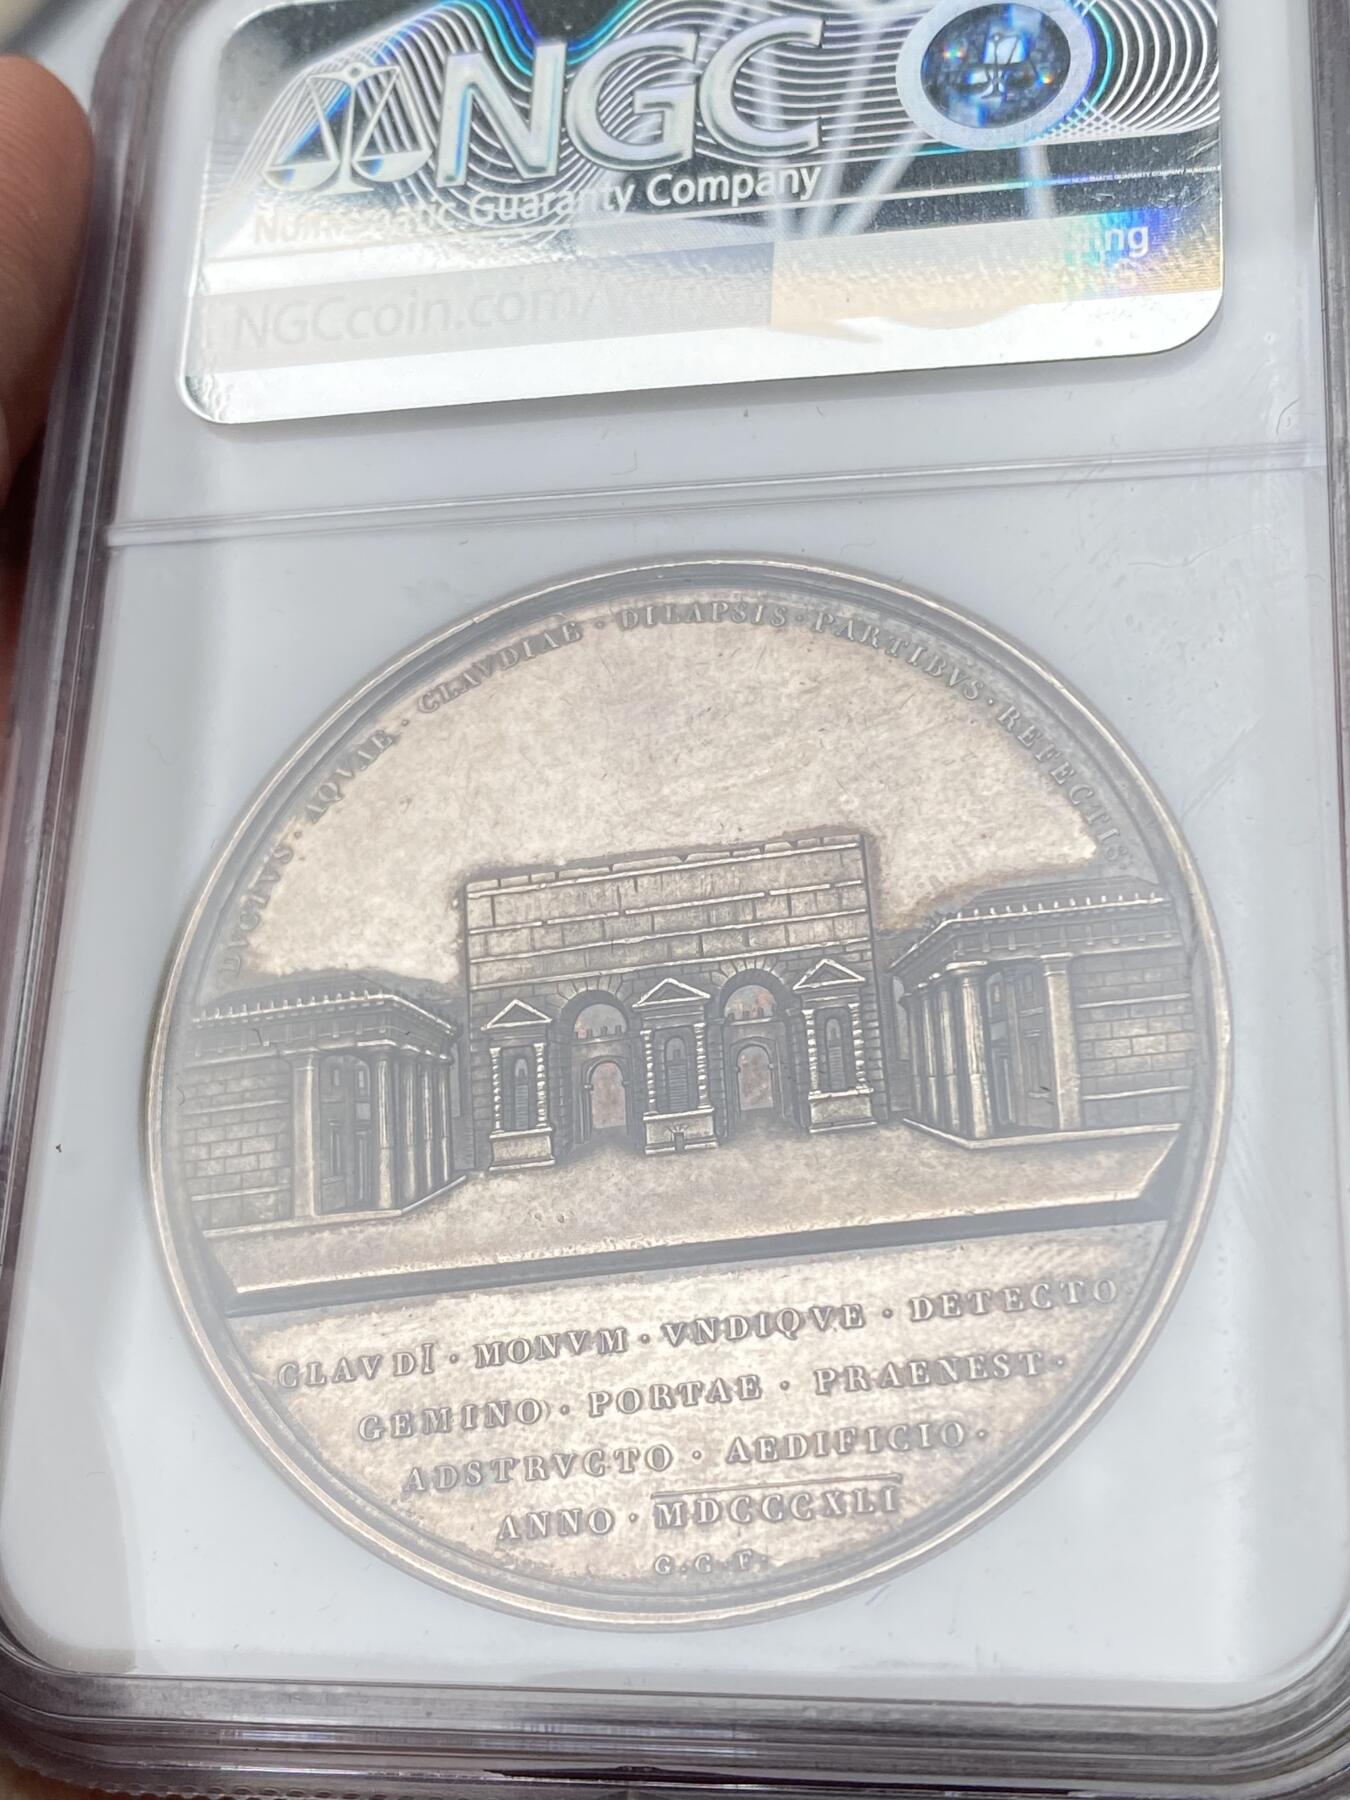 NGC
Numismatic Guaranty Company
NGCcoin.com/
DVCTVS · AQVAE · CLAVDIAE · DILAPSIS · PARTIBVS · REFECTIS
CLAVDI · MONVM · VNDIQVE · DETECTO
GEMINO · PORTAE · PRAENEST ·
ADSTRVCTO · AEDIFICIO ·
ANNO · MDCCCXLI
G. G. F.